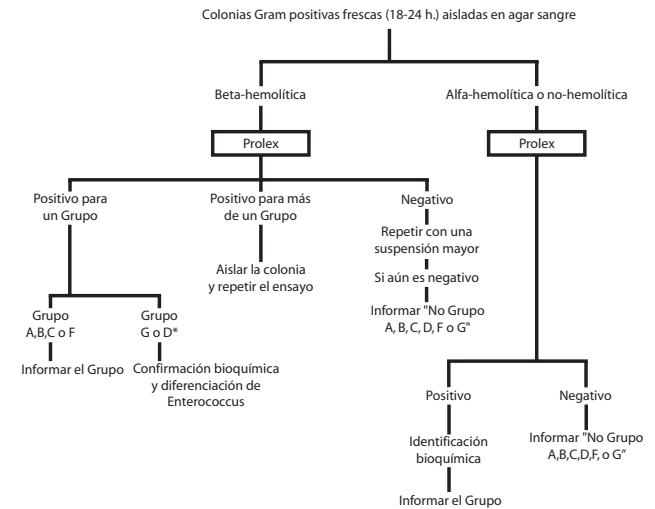 Colonias Gram positivas frescas (18-24 h.) aisladas en agar sangre
Beta-hemolítica
Alfa-hemolítica o no-hemolítica
Prolex
Prolex
Positivo para
un Grupo
Positivo para más
de un Grupo
Negativo
Repetir con una
suspensión mayor
Aislar la colonia
y repetir el ensayo
Si aún es negativo
Informar "No Grupo
A, B, C, D, F o G"
Grupo
A,B,C o F
Grupo
G o D*
Informar el Grupo
Confirmación bioquímica
y diferenciación de
Enterococcus
Positivo
Negativo
Identificación
bioquímica
Informar "No Grupo
A,B,C,D,F, o G”
Informar el Grupo